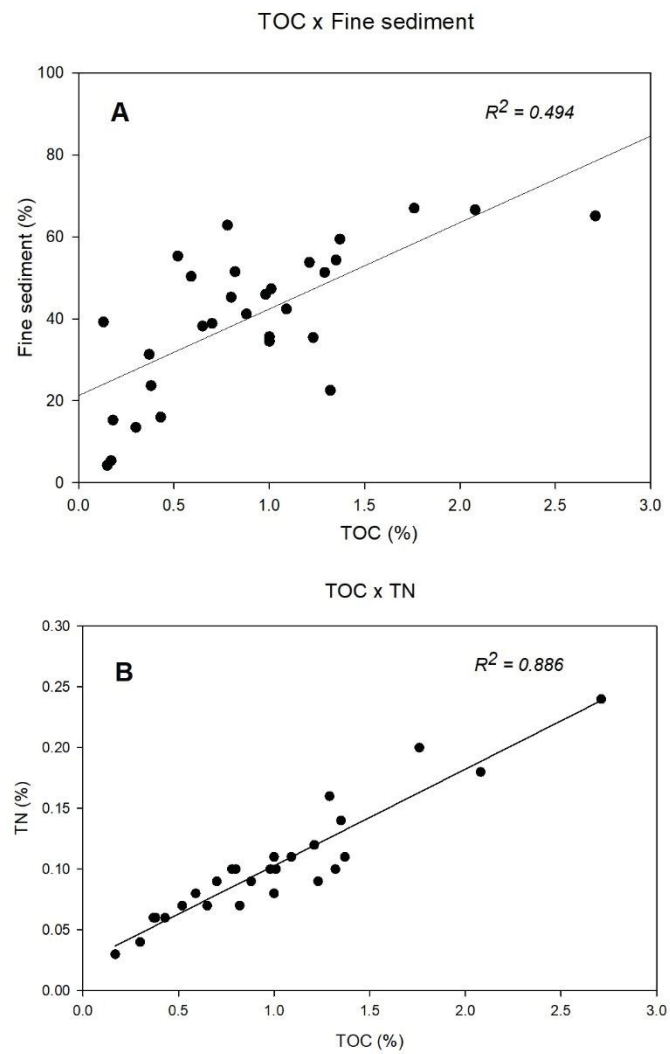 TOC x Fine sediment
100
A
R² = 0.494
80
60
40
20
0
Fine sediment (%)
0.0 0.5 1.0 1.5 2.0 2.5 3.0
TOC (%)
TOC x TN
0.30
B
R² = 0.886
0.25
0.20
0.15
0.10
0.05
0.00
TN (%)
0.0 0.5 1.0 1.5 2.0 2.5 3.0
TOC (%)